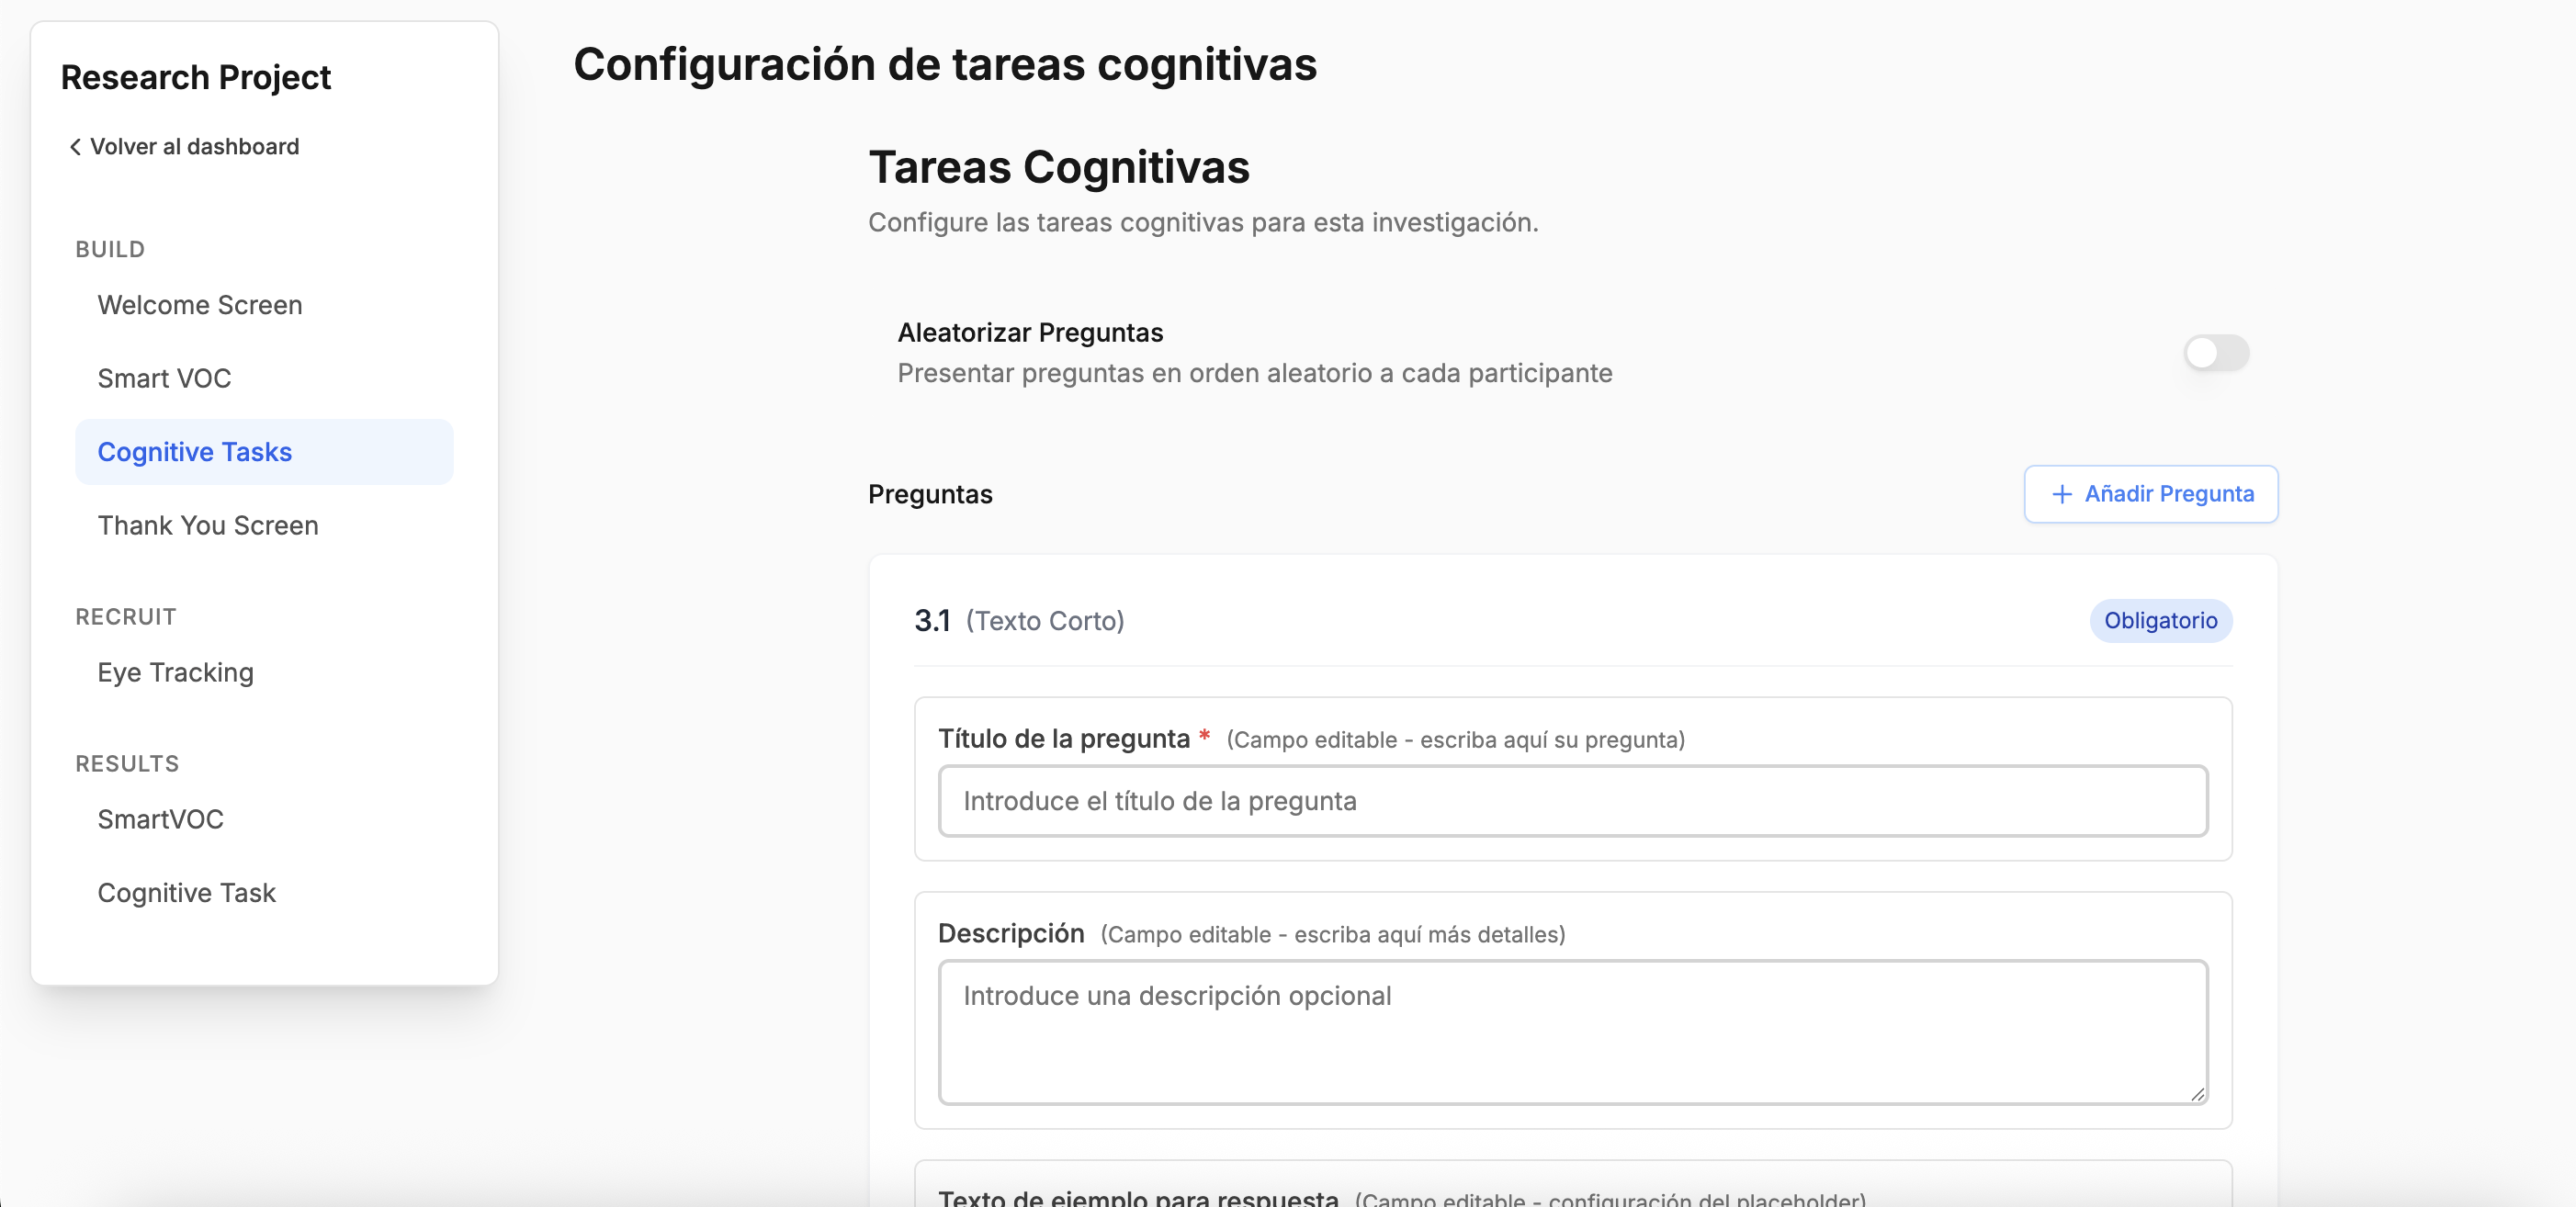 Research Project
Volver al dashboard
BUILD
Welcome Screen
Smart VOC
Cognitive Tasks
Thank You Screen
RECRUIT
Eye Tracking
RESULTS
SmartVOC
Cognitive Task
Configuración de tareas cognitivas
Tareas Cognitivas
Configure las tareas cognitivas para esta investigación.
Aleatorizar Preguntas
Presentar preguntas en orden aleatorio a cada participante
Preguntas
+ Añadir Pregunta
3.1 (Texto Corto)
Obligatorio
Título de la pregunta * (Campo editable - escriba aquí su pregunta)
Introduce el título de la pregunta
Descripción (Campo editable - escriba aquí más detalles)
Introduce una descripción opcional
Texto de ejemplo para respuesta (Campo editable - configuración del placeholder)